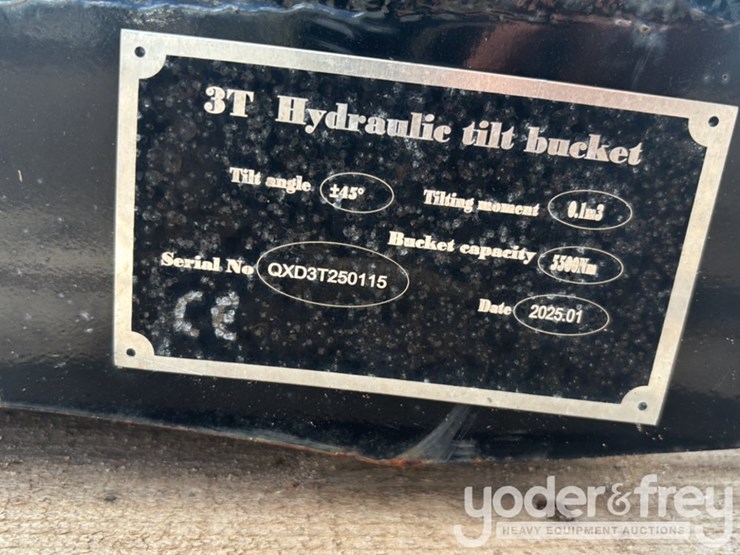 3T Hydraulic tilt bucket
Tilt angle ±45° Tilting moment 0.1m3
Bucket capacity 3300Nm
Serial No QXD3T250115
CE
Date 2025.01
yoder&frey
HEAVY EQUIPMENT AUCTIONS